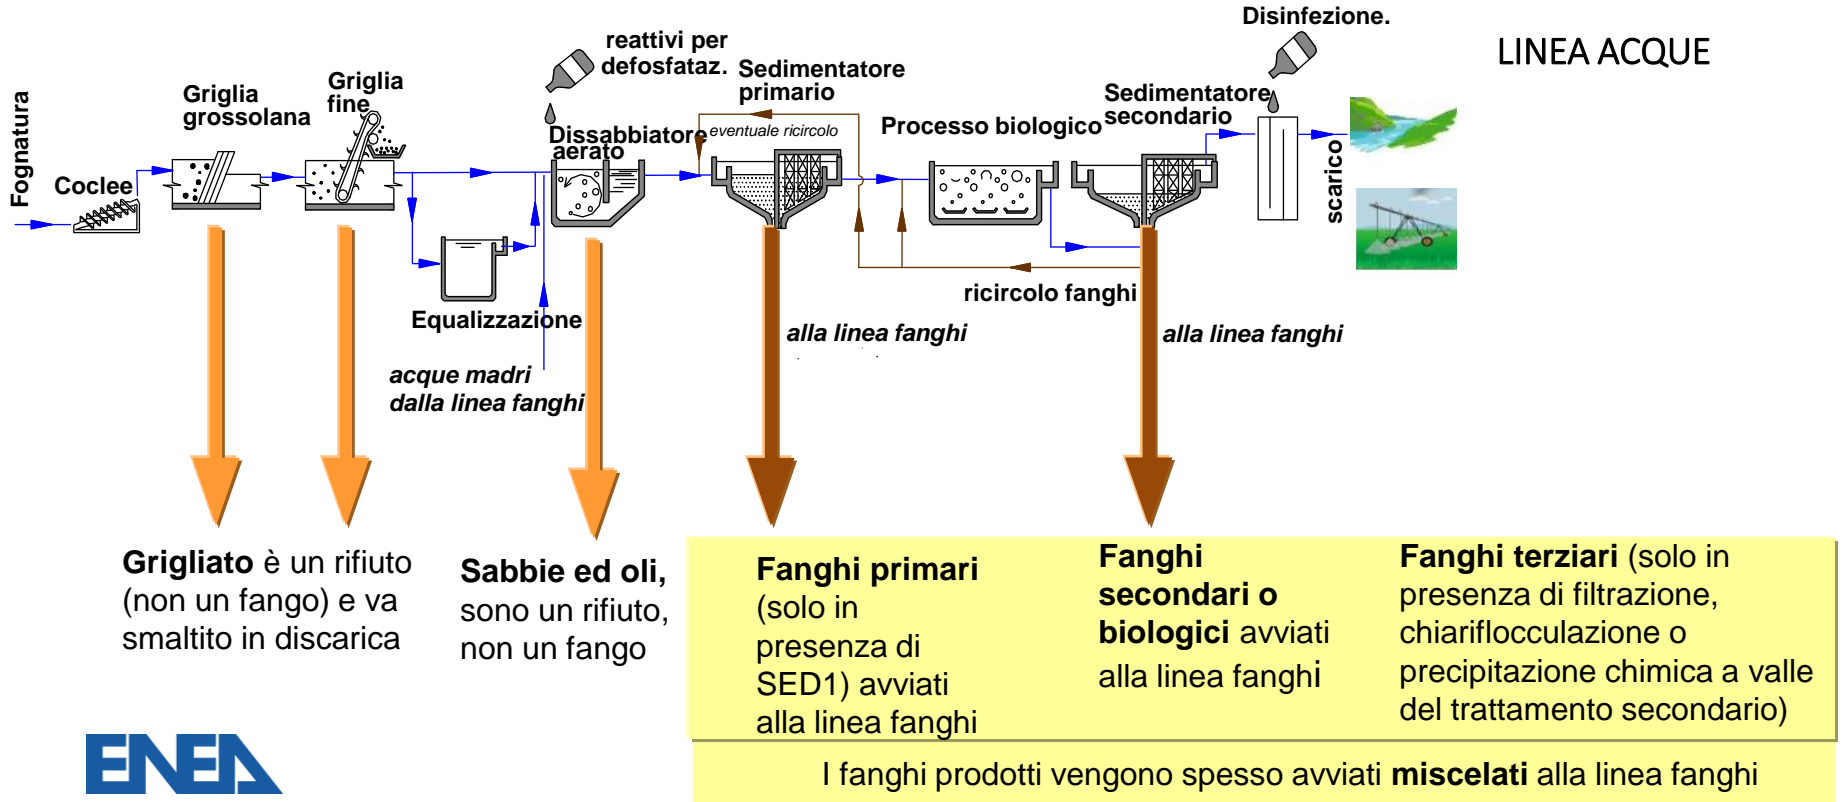 Disinfezione.
LINEA ACQUE
reattivi per
defosfataz.
Sedimentatore
primario
Griglia
fine
Griglia
grossolana
Sedimentatore
secondario
Fognatura
Coclee
Dissabbiatore
aerato
eventuale ricircolo
Processo biologico
scarico
Equalizzazione
ricircolo fanghi
alla linea fanghi
alla linea fanghi
acque madri
dalla linea fanghi
Grigliato è un rifiuto
(non un fango) e va
smaltito in discarica
Sabbie ed oli,
sono un rifiuto,
non un fango
Fanghi primari
(solo in
presenza di
SED1) avviati
alla linea fanghi
Fanghi
secondari o
biologici avviati
alla linea fanghi
Fanghi terziari (solo in
presenza di filtrazione,
chiariflocculazione o
precipitazione chimica a valle
del trattamento secondario)
I fanghi prodotti vengono spesso avviati miscelati alla linea fanghi
ENEA